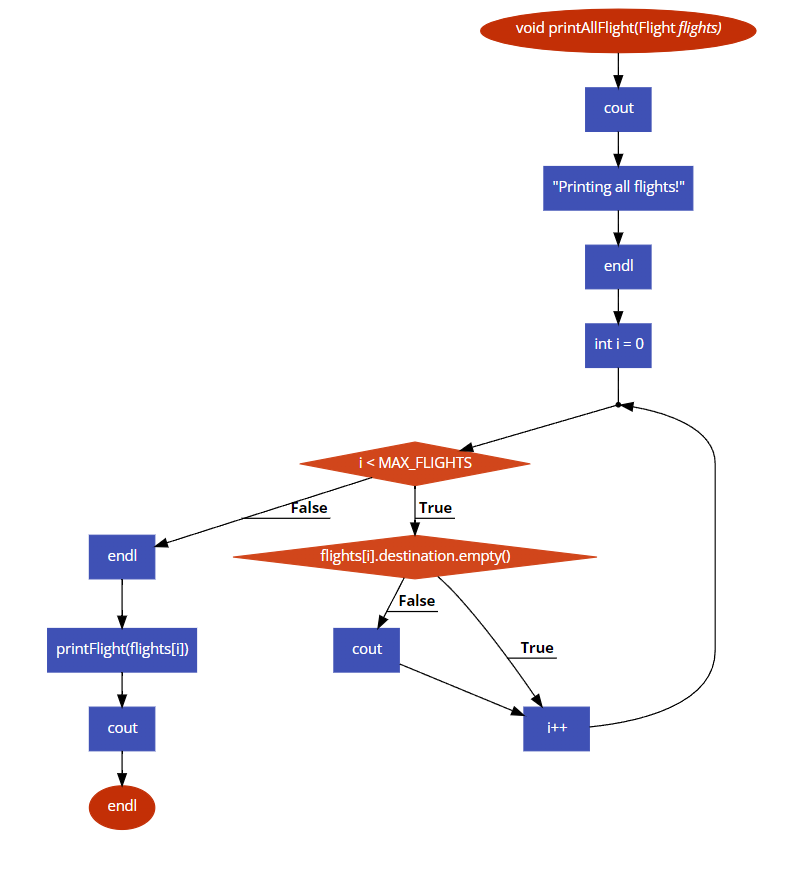 void printAllFlight(Flight flights)
cout
"Printing all flights!"
endl
int i = 0
i < MAX_FLIGHTS
False
True
endl
flights[i].destination.empty()
False
True
printFlight(flights[i])
cout
cout
i++
endl